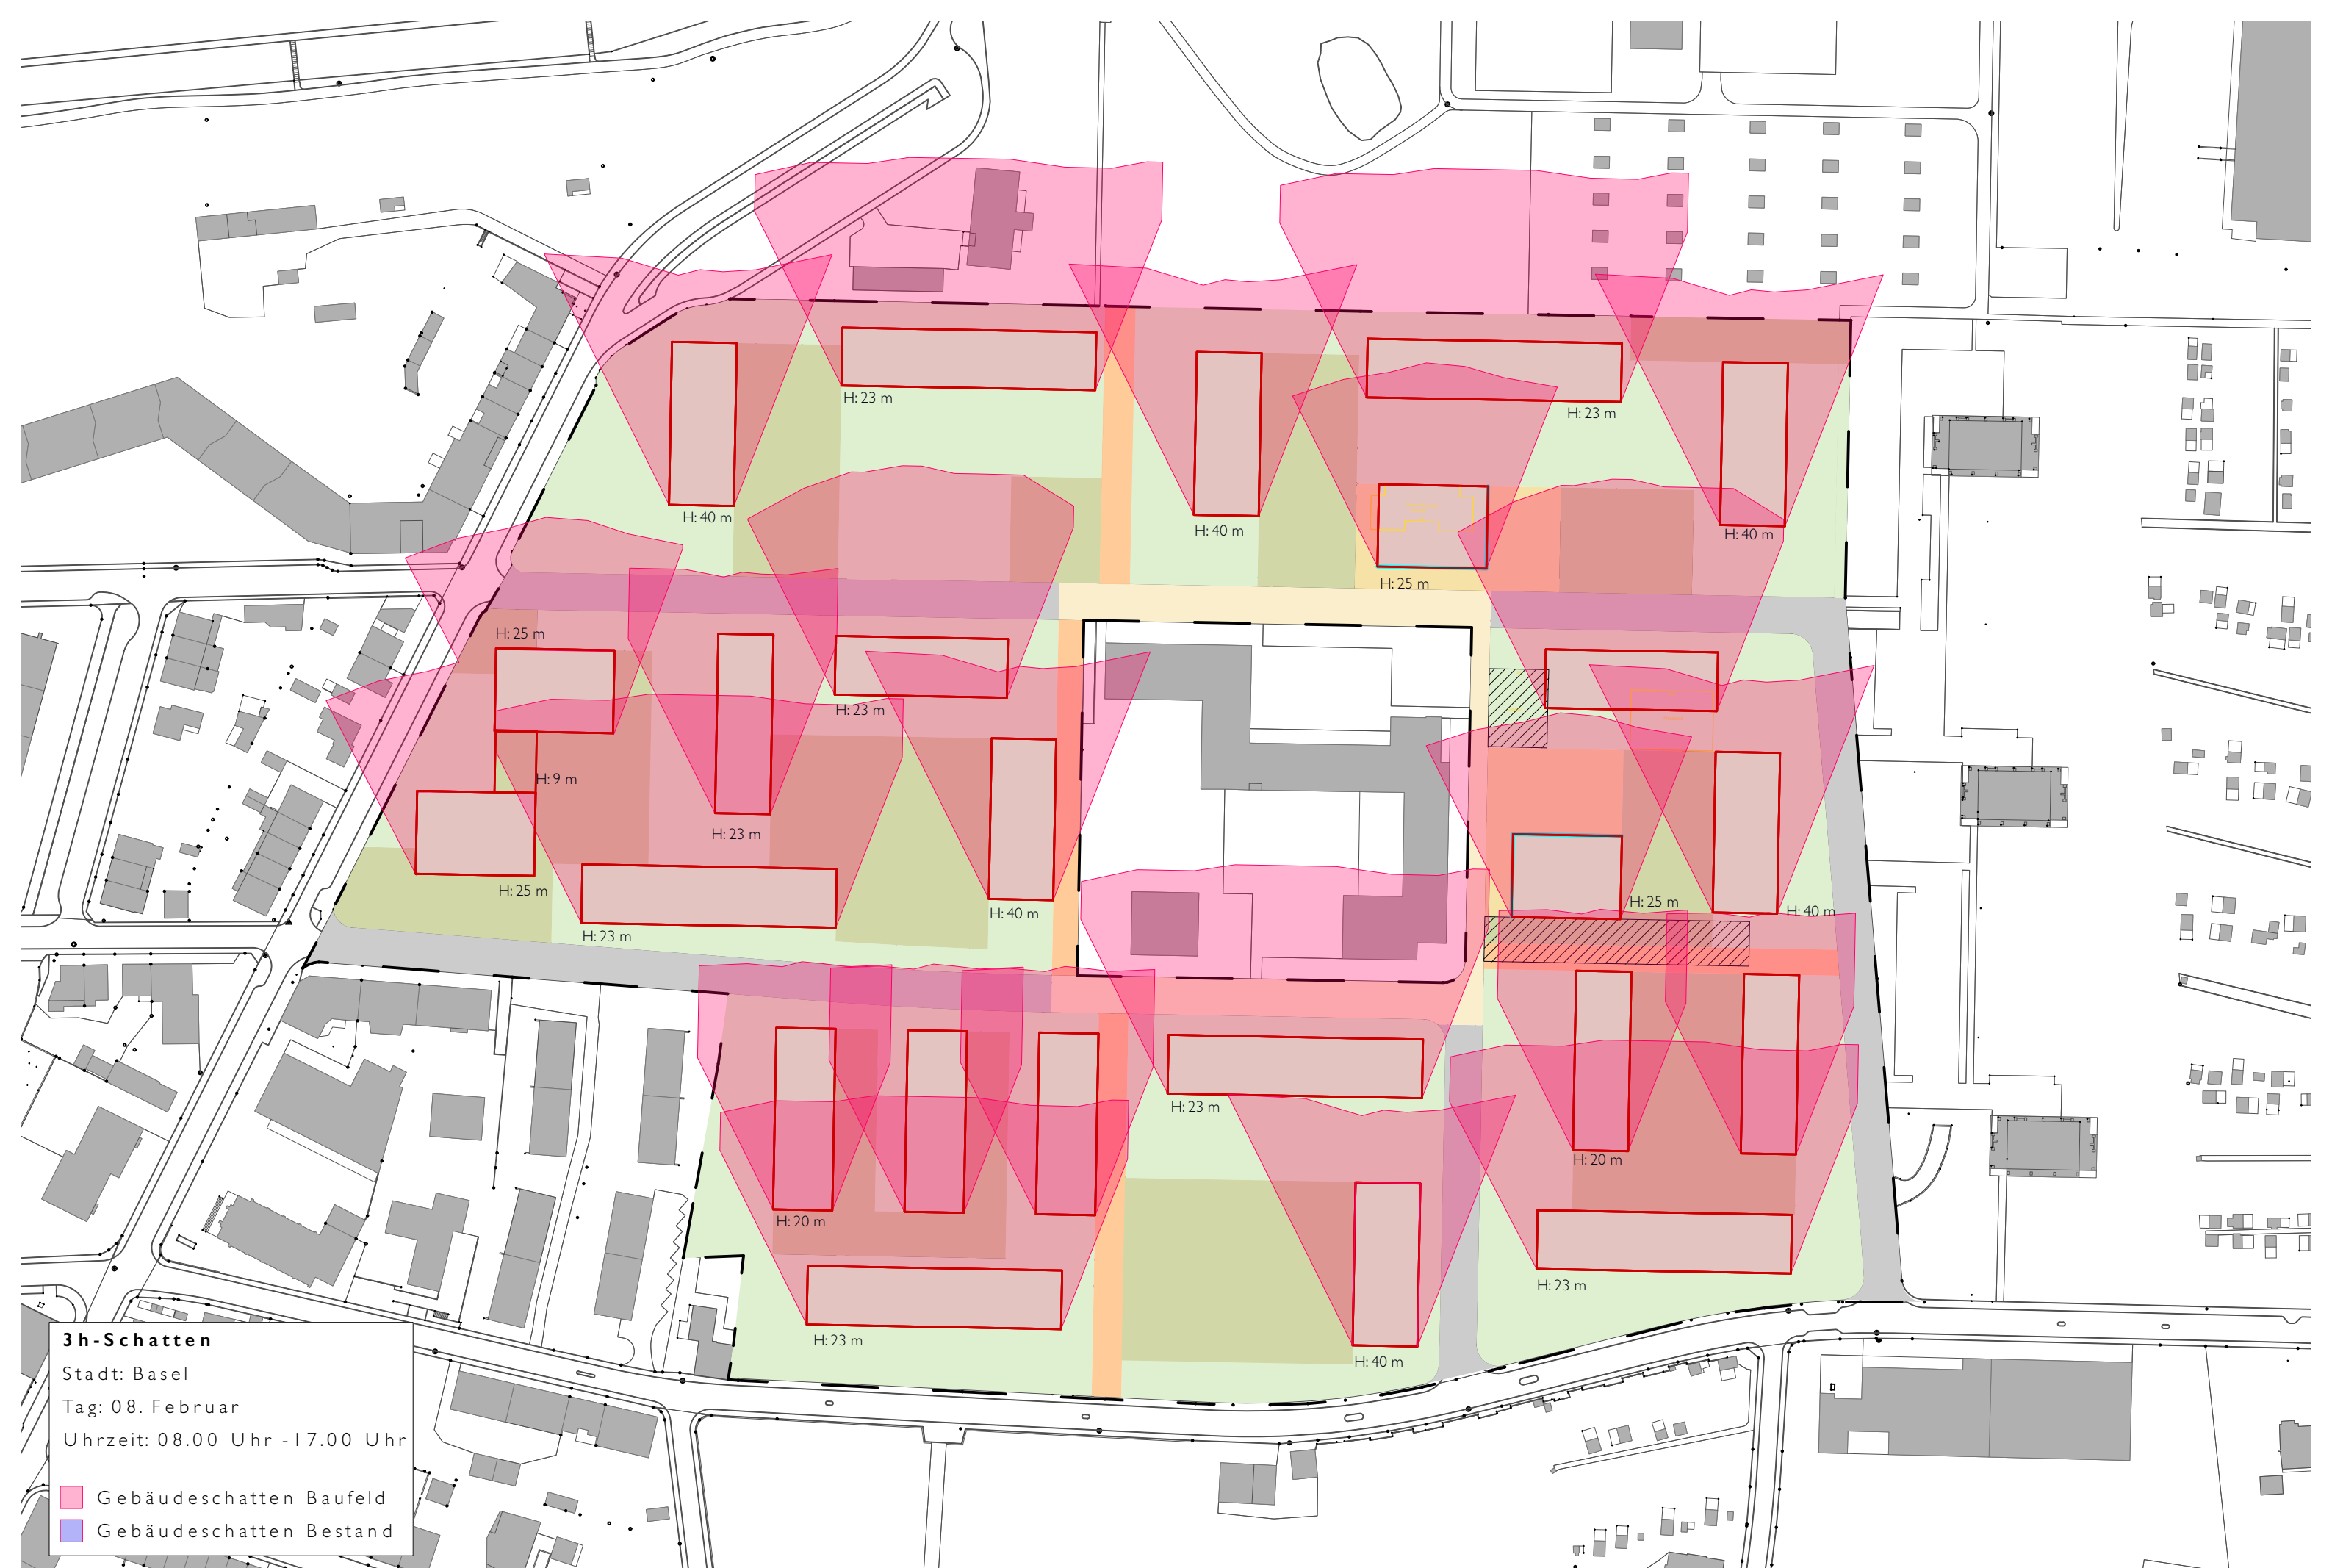 H: 23 m
H: 23 m
H: 40 m
H: 40 m
H: 40 m
H: 25 m
H: 25 m
H: 23 m
H: 9 m
H: 23 m
H: 25 m
H: 25 m
H: 40 m
H: 40 m
H: 23 m
H: 23 m
H: 20 m
H: 20 m
H: 23 m
H: 23 m
H: 40 m
3h-Schatten
Stadt: Basel
Tag: 08. Februar
Uhrzeit: 08.00 Uhr -17.00 Uhr
Gebäudeschatten Baufeld
Gebäudeschatten Bestand